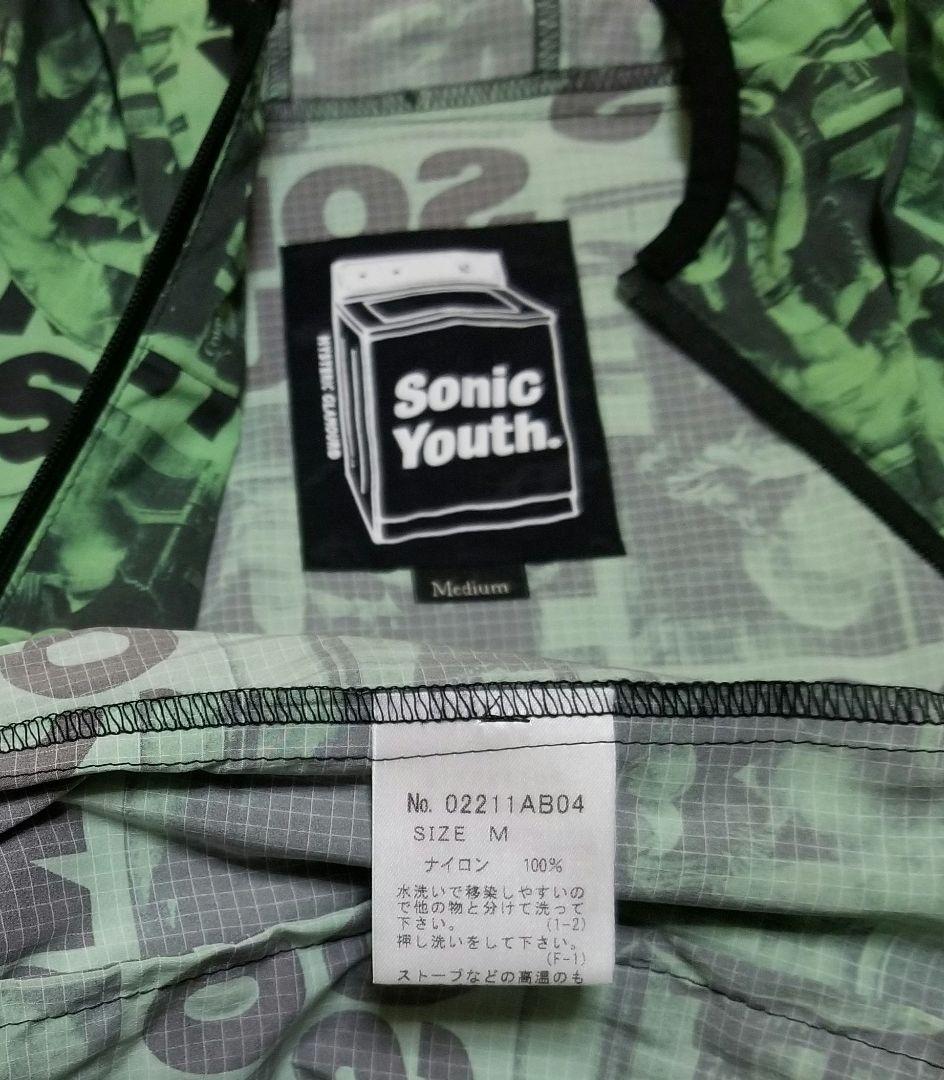 OS
HYSTERIC GLAMOUR
Sonic
Youth.
Medium
No. 02211AB04
SIZE M
ナイロン 100%
水洗いで移染しやすいの
で他の物と分けて洗って
下さい。 (1-2)
押し洗いをして下さい。
(F-1)
ストーブなどの高温のも